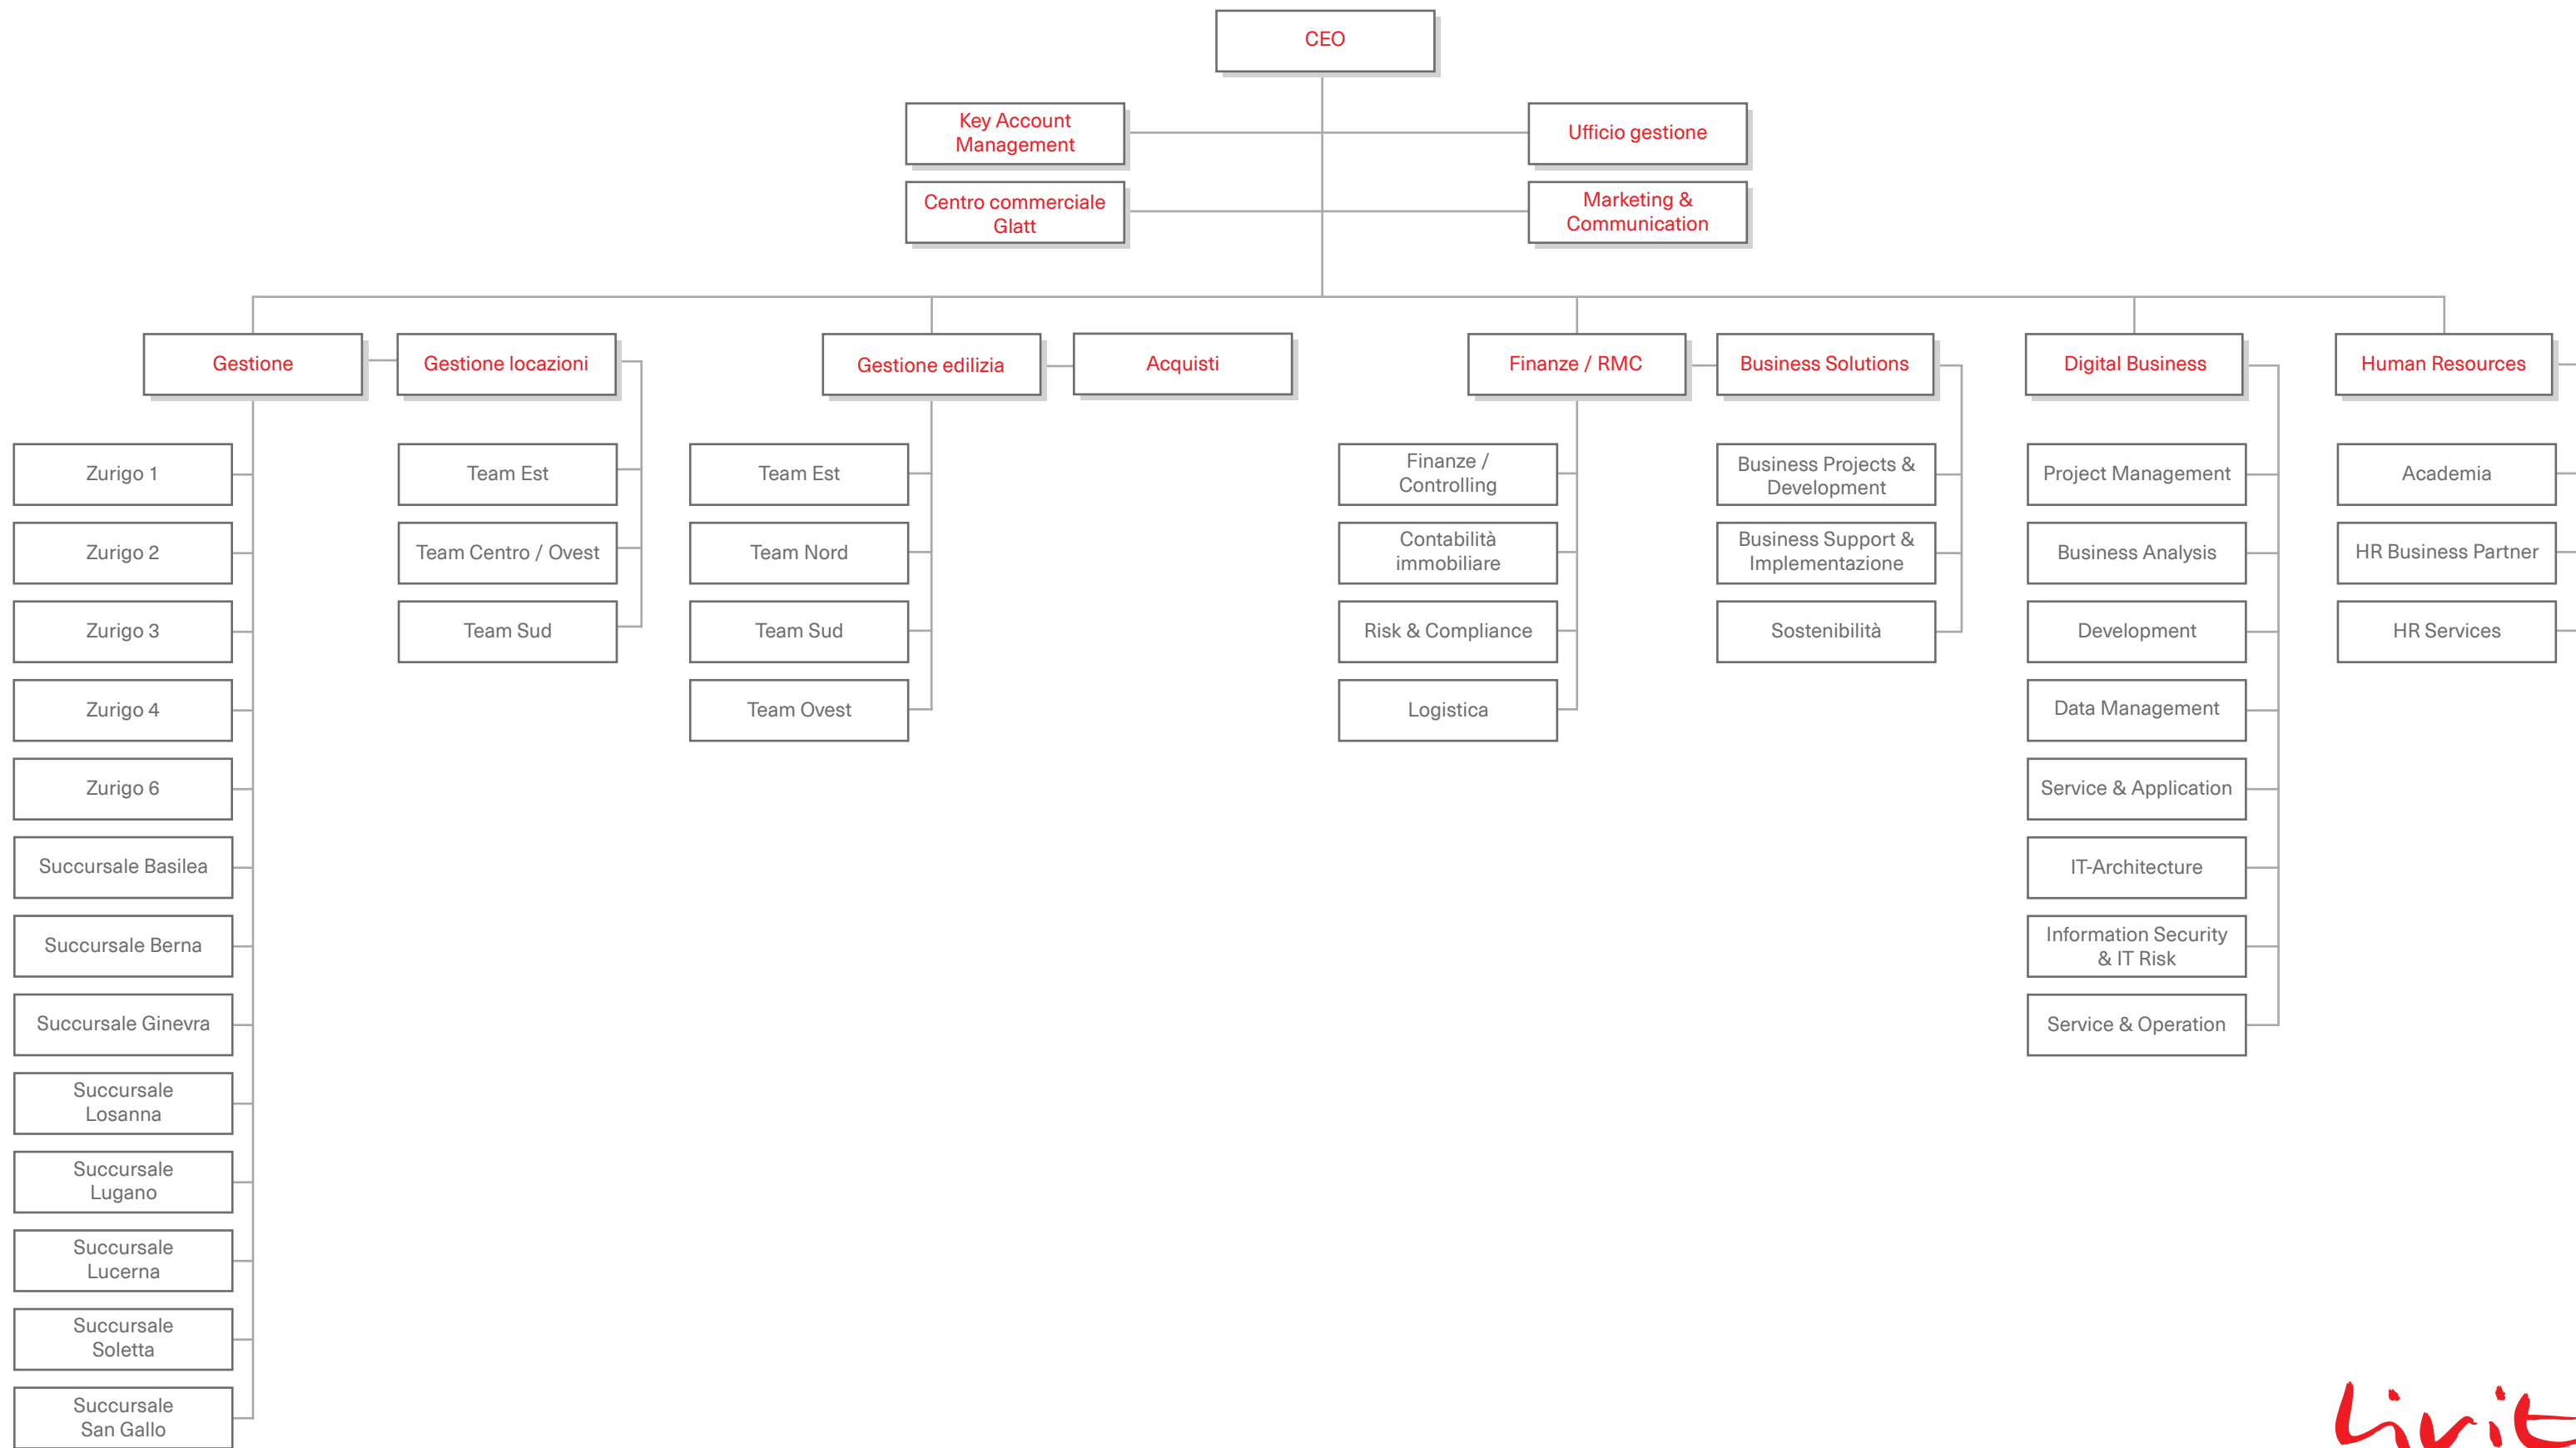 CEO
Key Account
Management
Ufficio gestione
Centro commerciale
Glatt
Marketing &
Communication
Gestione
Gestione locazioni
Gestione edilizia
Acquisti
Finanze / RMC
Business Solutions
Digital Business
Human Resources
Zurigo 1
Zurigo 2
Zurigo 3
Zurigo 4
Zurigo 6
Succursale Basilea
Succursale Berna
Succursale Ginevra
Succursale
Losanna
Succursale
Lugano
Succursale
Lucerna
Succursale
Soletta
Succursale
San Gallo
Team Est
Team Centro / Ovest
Team Sud
Team Est
Team Nord
Team Sud
Team Ovest
Finanze /
Controlling
Contabilità
immobiliare
Risk & Compliance
Logistica
Business Projects &
Development
Business Support &
Implementazione
Sostenibilità
Project Management
Business Analysis
Development
Data Management
Service & Application
IT-Architecture
Information Security
& IT Risk
Service & Operation
Academia
HR Business Partner
HR Services
livit